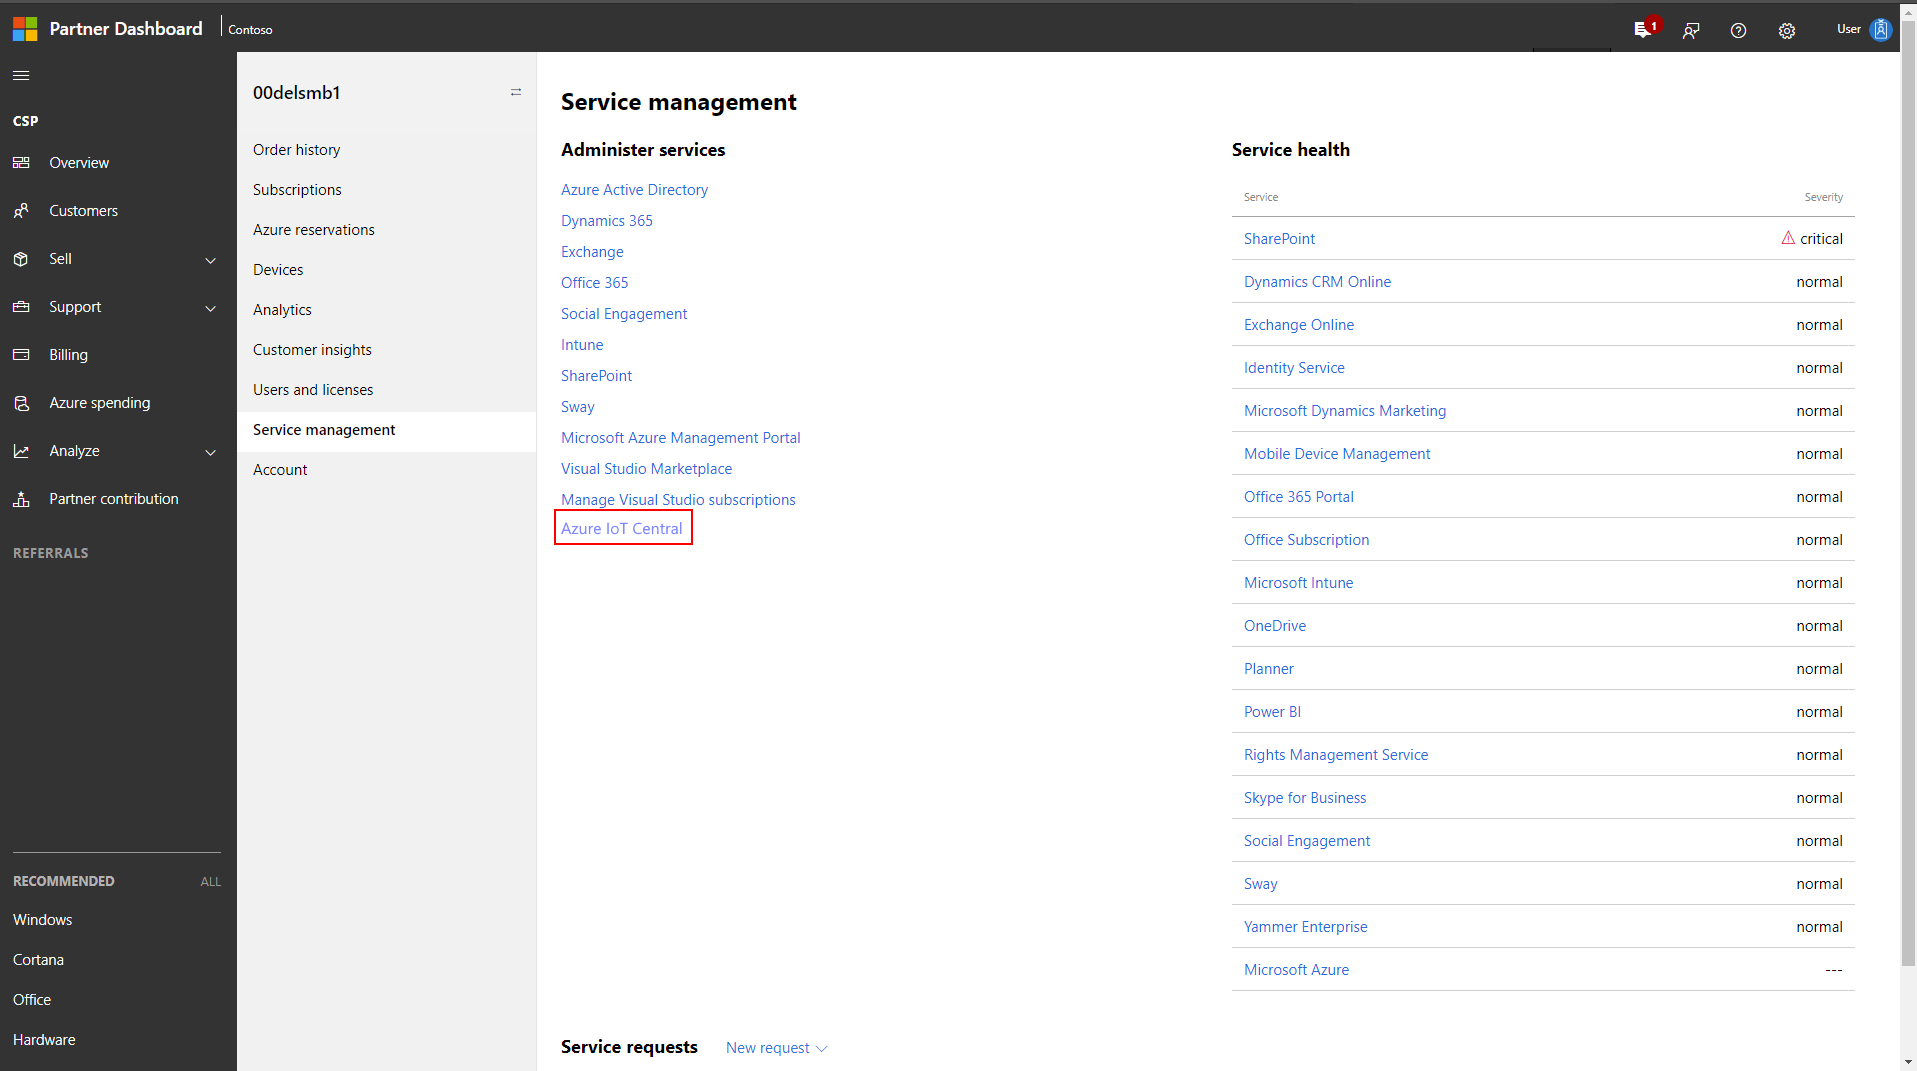 Partner Dashboard
Contoso
1
User
CSP
Overview
Customers
Sell
Support
Billing
Azure spending
Analyze
Partner contribution
REFERRALS
RECOMMENDED ALL
Windows
Cortana
Office
Hardware
00delsmb1
Order history
Subscriptions
Azure reservations
Devices
Analytics
Customer insights
Users and licenses
Service management
Account
Service management
Administer services
Azure Active Directory
Dynamics 365
Exchange
Office 365
Social Engagement
Intune
SharePoint
Sway
Microsoft Azure Management Portal
Visual Studio Marketplace
Manage Visual Studio subscriptions
Azure IoT Central
Service health
Service Severity
SharePoint critical
Dynamics CRM Online normal
Exchange Online normal
Identity Service normal
Microsoft Dynamics Marketing normal
Mobile Device Management normal
Office 365 Portal normal
Office Subscription normal
Microsoft Intune normal
OneDrive normal
Planner normal
Power BI normal
Rights Management Service normal
Skype for Business normal
Social Engagement normal
Sway normal
Yammer Enterprise normal
Microsoft Azure ---
Service requests New request